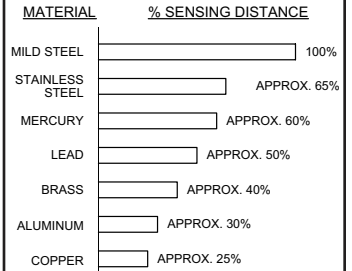 MATERIAL % SENSING DISTANCE
MILD STEEL 100%
STAINLESS
STEEL APPROX. 65%
MERCURY APPROX. 60%
LEAD APPROX. 50%
BRASS APPROX. 40%
ALUMINUM APPROX. 30%
COPPER APPROX. 25%